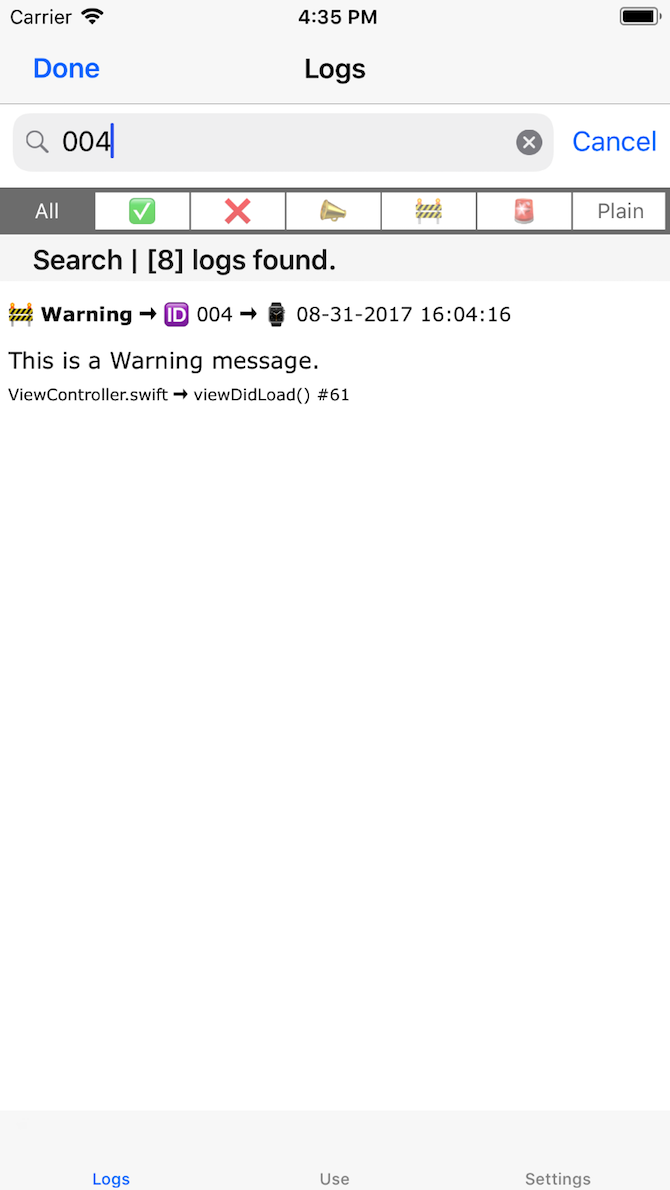 Carrier 4:35 PM
Done Logs
004 Cancel
All Plain
Search | [8] logs found.
🚧 Warning ➞ 🆔 004 ➞ ⌚ 08-31-2017 16:04:16
This is a Warning message.
ViewController.swift ➞ viewDidLoad() #61
Logs Use Settings